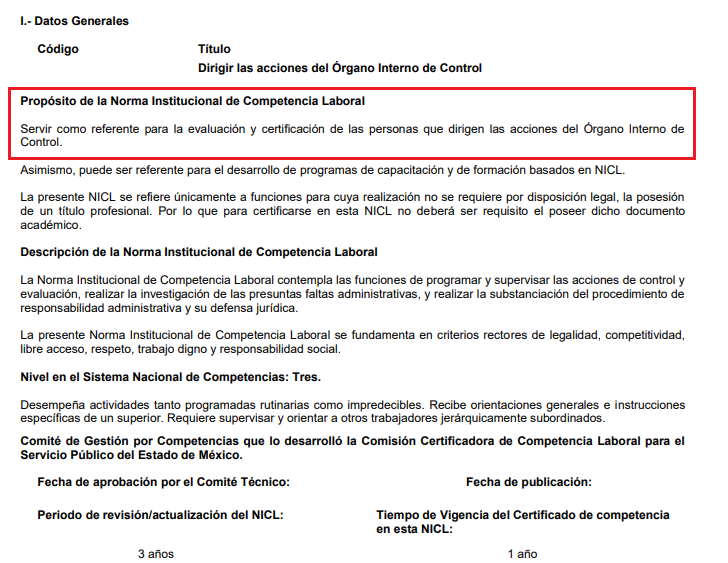 I.- Datos Generales
Código Título
Dirigir las acciones del Órgano Interno de Control
Propósito de la Norma Institucional de Competencia Laboral
Servir como referente para la evaluación y certificación de las personas que dirigen las acciones del Órgano Interno de
Control.
Asimismo, puede ser referente para el desarrollo de programas de capacitación y de formación basados en NICL.
La presente NICL se refiere únicamente a funciones para cuya realización no se requiere por disposición legal, la posesión
de un título profesional. Por lo que para certificarse en esta NICL no deberá ser requisito el poseer dicho documento
académico.
Descripción de la Norma Institucional de Competencia Laboral
La Norma Institucional de Competencia Laboral contempla las funciones de programar y supervisar las acciones de control y
evaluación, realizar la investigación de las presuntas faltas administrativas, y realizar la substanciación del procedimiento de
responsabilidad administrativa y su defensa jurídica.
La presente Norma Institucional de Competencia Laboral se fundamenta en criterios rectores de legalidad, competitividad,
libre acceso, respeto, trabajo digno y responsabilidad social.
Nivel en el Sistema Nacional de Competencias: Tres.
Desempeña actividades tanto programadas rutinarias como impredecibles. Recibe orientaciones generales e instrucciones
específicas de un superior. Requiere supervisar y orientar a otros trabajadores jerárquicamente subordinados.
Comité de Gestión por Competencias que lo desarrolló la Comisión Certificadora de Competencia Laboral para el
Servicio Público del Estado de México.
Fecha de aprobación por el Comité Técnico: Fecha de publicación:
Periodo de revisión/actualización del NICL: Tiempo de Vigencia del Certificado de competencia
en esta NICL:
3 años 1 año